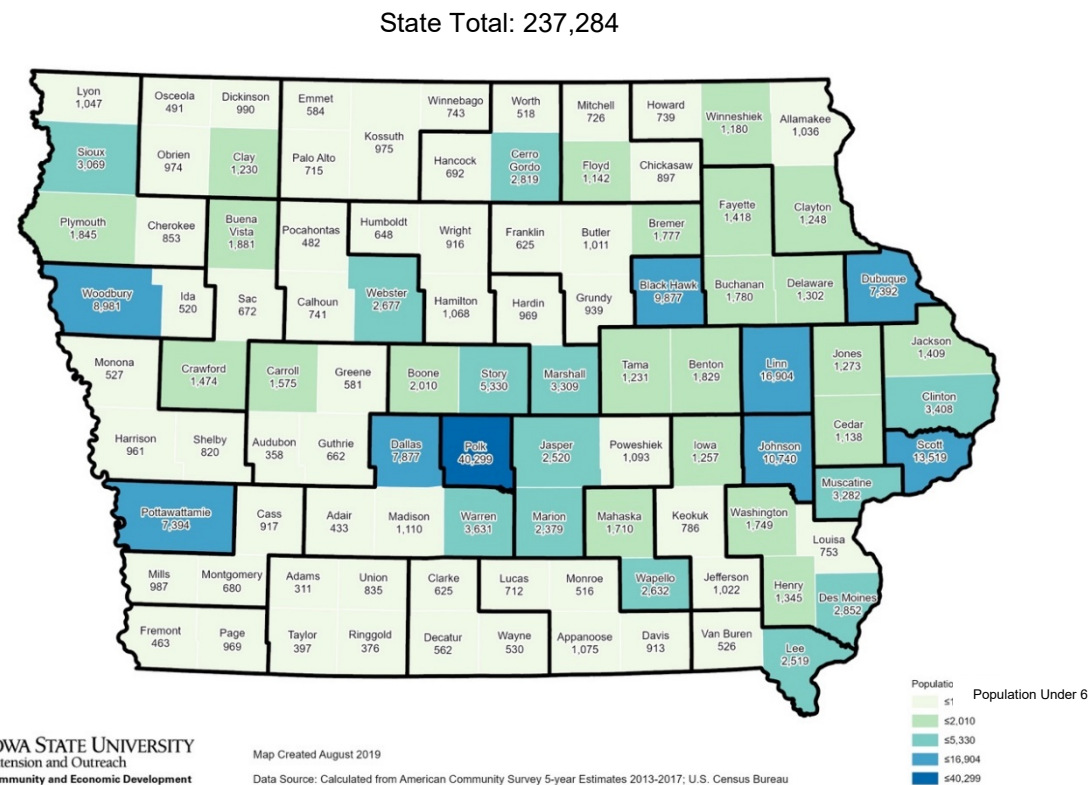 State Total: 237,284
Lyon
1,047
Osceola
491
Dickinson
990
Emmet
584
Kossuth
975
Winnebago
743
Worth
518
Mitchell
726
Howard
739
Winneshiek
1,180
Allamakee
1,036
Sioux
3,069
Obrien
974
Clay
1,230
Palo Alto
715
Hancock
692
Cerro
Gordo
2,819
Floyd
1,142
Chickasaw
897
Plymouth
1,845
Cherokee
853
Buena
Vista
1,881
Pocahontas
482
Humboldt
648
Wright
916
Franklin
625
Butler
1,011
Bremer
1,777
Fayette
1,418
Clayton
1,248
Woodbury
8,981
Ida
520
Sac
672
Calhoun
741
Webster
2,677
Hamilton
1,068
Hardin
969
Grundy
939
Black Hawk
9,877
Buchanan
1,780
Delaware
1,302
Dubuque
7,392
Monona
527
Crawford
1,474
Carroll
1,575
Greene
581
Boone
2,010
Story
5,330
Marshall
3,309
Tama
1,231
Benton
1,829
Linn
16,904
Jones
1,273
Jackson
1,409
Clinton
3,408
Cedar
1,138
Harrison
961
Shelby
820
Audubon
358
Guthrie
662
Dallas
7,877
Polk
40,299
Jasper
2,520
Poweshiek
1,093
Iowa
1,257
Johnson
10,740
Scott
13,519
Muscatine
3,282
Pottawattamie
7,394
Cass
917
Adair
433
Madison
1,110
Warren
3,631
Marion
2,379
Mahaska
1,710
Keokuk
786
Washington
1,749
Louisa
753
Mills
987
Montgomery
680
Adams
311
Union
835
Clarke
625
Lucas
712
Monroe
516
Wapello
2,632
Jefferson
1,022
Henry
1,345
Des Moines
2,852
Fremont
463
Page
969
Taylor
397
Ringgold
376
Decatur
562
Wayne
530
Appanoose
1,075
Davis
913
Van Buren
526
Lee
2,519
Populatio
Population Under 6
≤1
≤2,010
≤5,330
≤16,904
≤40,299
OWA STATE UNIVERSITY
tension and Outreach
mmunity and Economic Development
Map Created August 2019
Data Source: Calculated from American Community Survey 5-year Estimates 2013-2017; U.S. Census Bureau